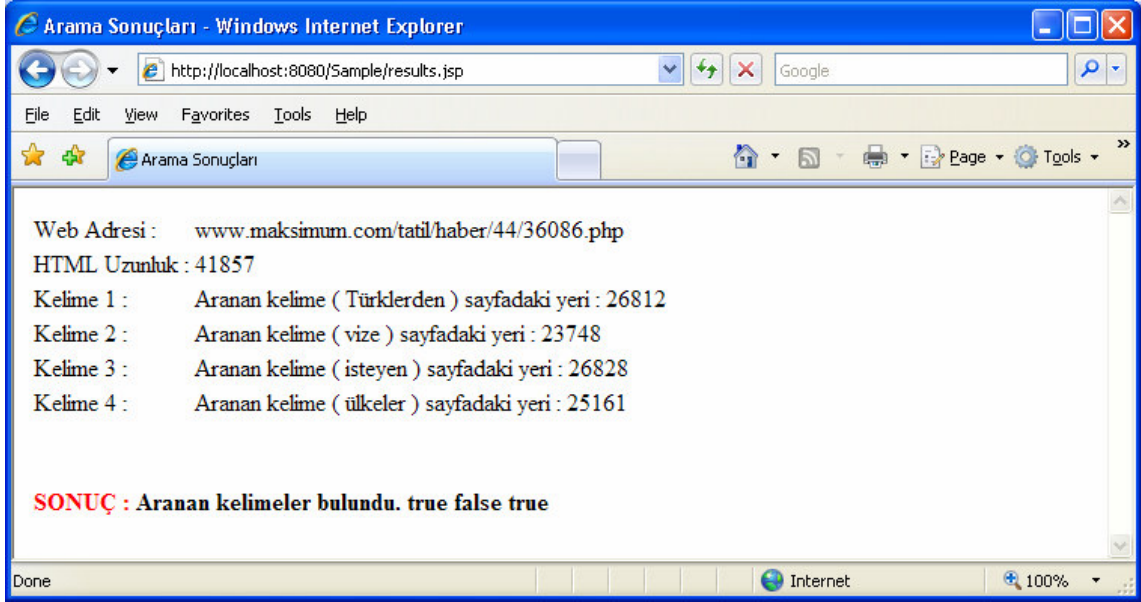 Arama Sonuçları - Windows Internet Explorer
http://localhost:8080/Sample/results.jsp
Google
File Edit View Favorites Tools Help
Arama Sonuçları
Page Tools »
Web Adresi : www.maksimum.com/tatil/haber/44/36086.php
HTML Uzunluk : 41857
Kelime 1 : Aranan kelime ( Türklerden ) sayfadaki yeri : 26812
Kelime 2 : Aranan kelime ( vize ) sayfadaki yeri : 23748
Kelime 3 : Aranan kelime ( isteyen ) sayfadaki yeri : 26828
Kelime 4 : Aranan kelime ( ülkeler ) sayfadaki yeri : 25161
SONUÇ : Aranan kelimeler bulundu. true false true
Done Internet 100%